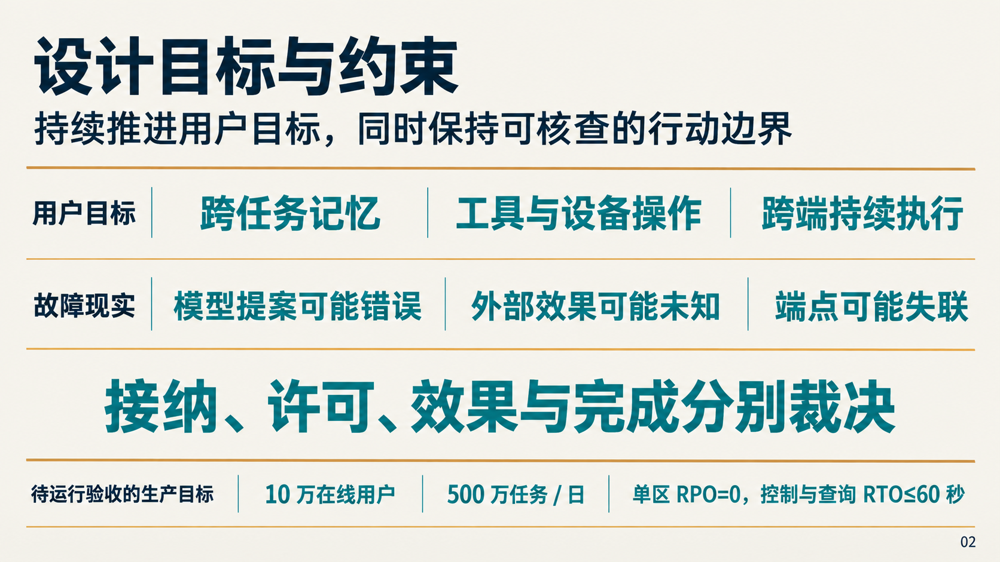 设计目标与约束
持续推进用户目标，同时保持可核查的行动边界
用户目标 跨任务记忆 工具与设备操作 跨端持续执行
故障现实 模型提案可能错误 外部效果可能未知 端点可能失联
接纳、许可、效果与完成分别裁决
待运行验收的生产目标 10 万在线用户 500 万任务 / 日 单区 RPO=0，控制与查询 RTO≤60 秒
02